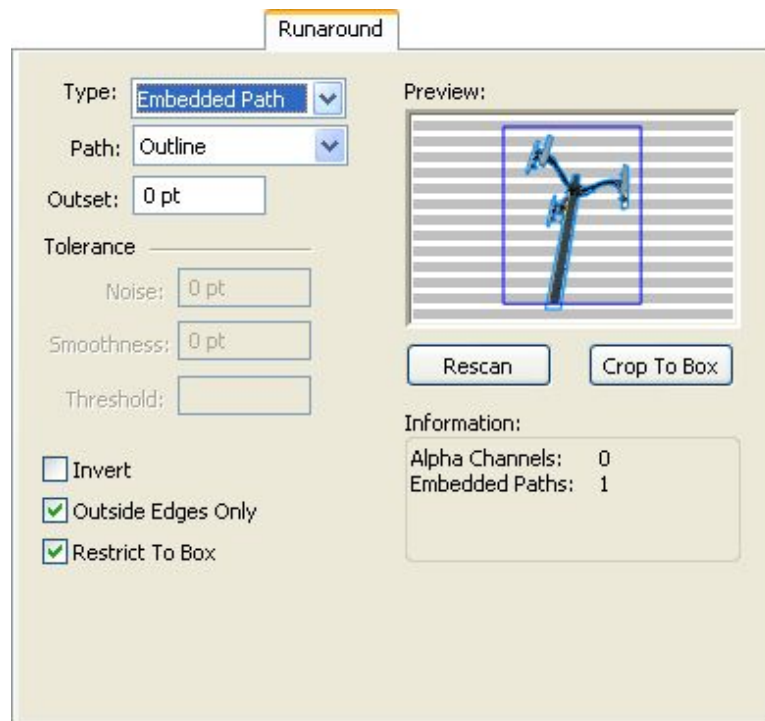 Runaround
Type: Embedded Path
Path: Outline
Outset: 0 pt
Tolerance
Noise: 0 pt
Smoothness: 0 pt
Threshold:
Invert
Outside Edges Only
Restrict To Box
Preview:
Rescan
Crop To Box
Information:
Alpha Channels: 0
Embedded Paths: 1